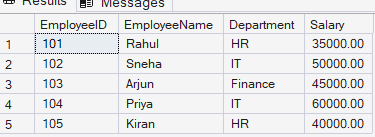 Results Messages
EmployeeID EmployeeName Department Salary
1 101 Rahul HR 35000.00
2 102 Sneha IT 50000.00
3 103 Arjun Finance 45000.00
4 104 Priya IT 60000.00
5 105 Kiran HR 40000.00